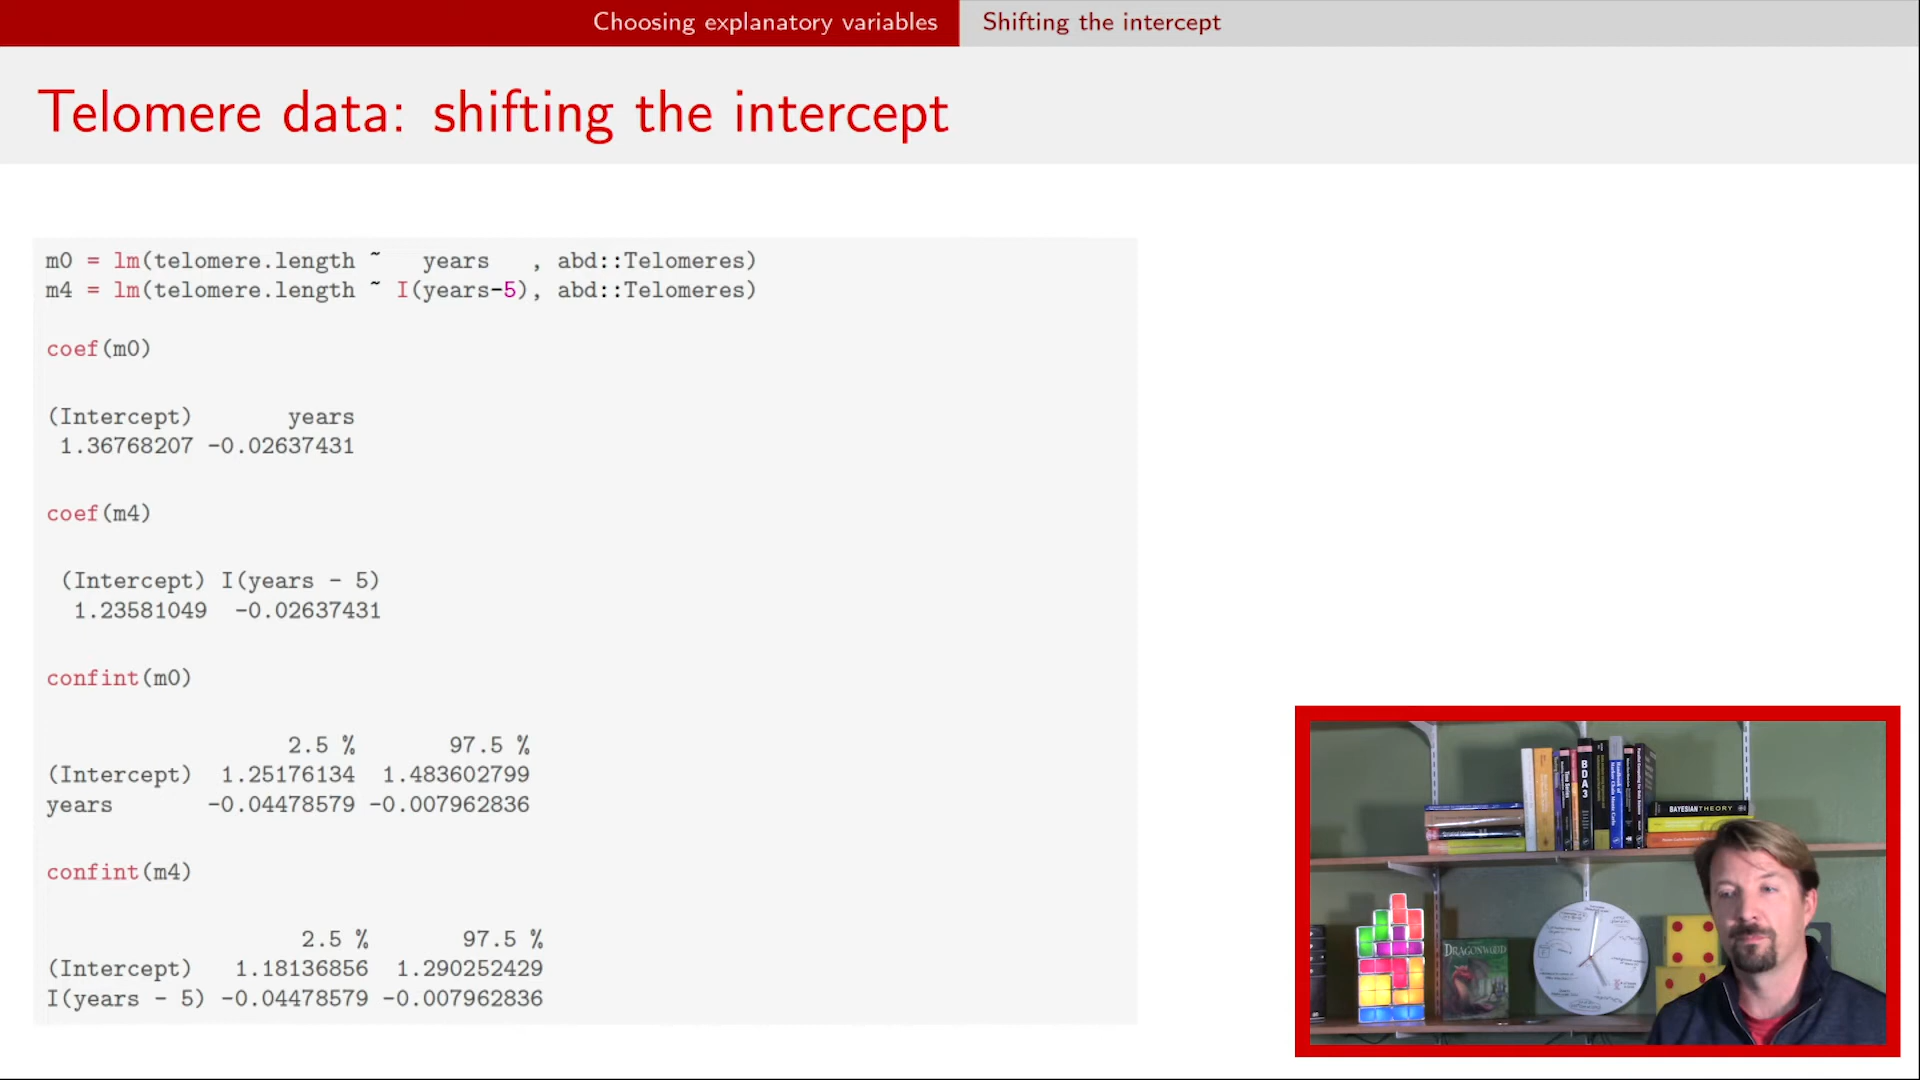 Choosing explanatory variables
Shifting the intercept
Telomere data: shifting the intercept
m0 = lm(telomere.length ~   years   , abd::Telomeres)
m4 = lm(telomere.length ~ I(years-5), abd::Telomeres)
coef(m0)
(Intercept)       years
1.36768207 -0.02637431
coef(m4)
(Intercept) I(years - 5)
1.23581049  -0.02637431
confint(m0)
2.5 %       97.5 %
(Intercept)  1.25176134  1.483602799
years       -0.04478579 -0.007962836
confint(m4)
2.5 %       97.5 %
(Intercept)   1.18136856  1.290252429
I(years - 5) -0.04478579 -0.007962836
BDA3
BAYESIAN THEORY
DRAGONWOOD